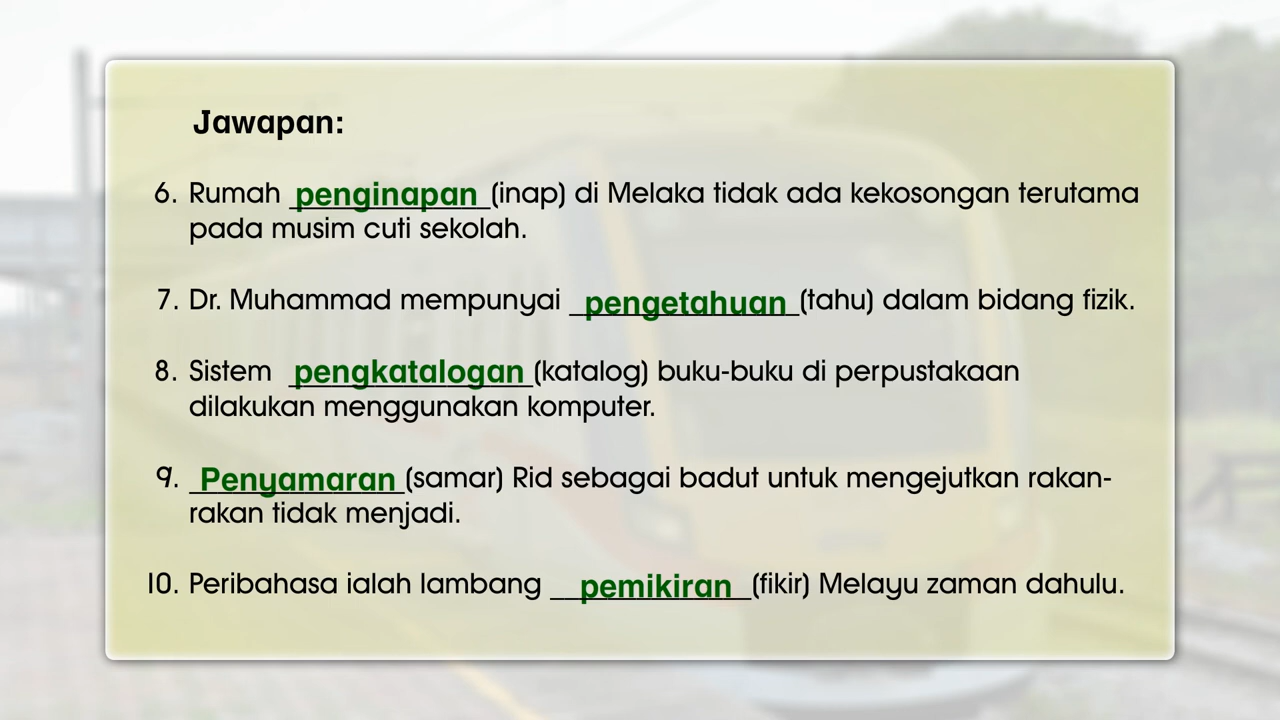 Jawapan:
6. Rumah penginapan (inap) di Melaka tidak ada kekosongan terutama
pada musim cuti sekolah.
7. Dr. Muhammad mempunyai pengetahuan (tahu) dalam bidang fizik.
8. Sistem pengkatalogan (katalog) buku-buku di perpustakaan
dilakukan menggunakan komputer.
9. Penyamaran (samar) Rid sebagai badut untuk mengejutkan rakan-
rakan tidak menjadi.
10. Peribahasa ialah lambang pemikiran (fikir) Melayu zaman dahulu.